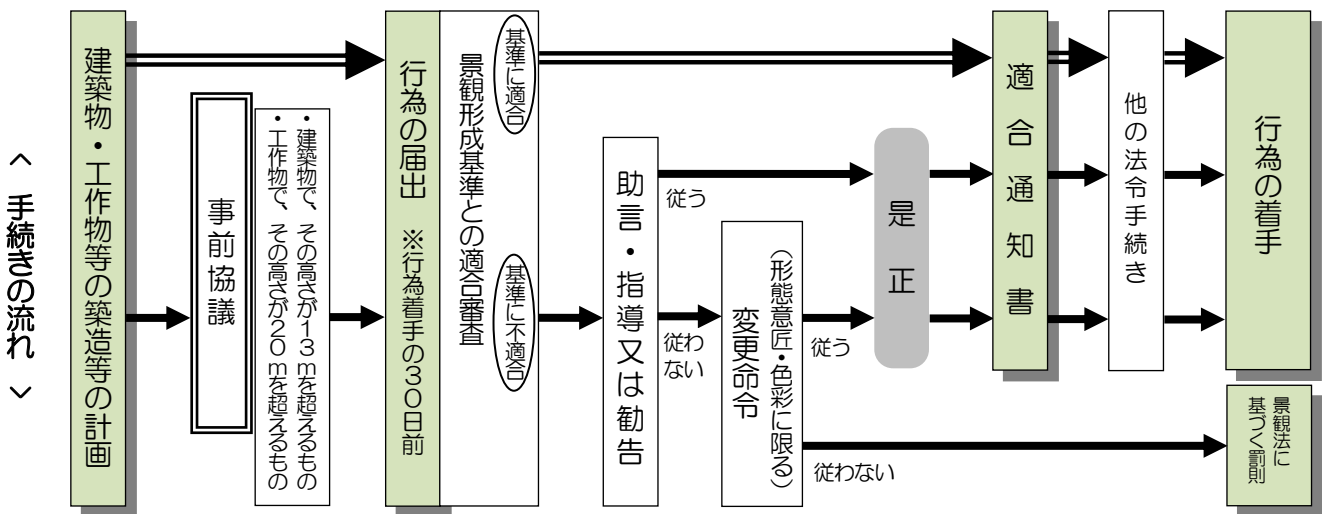 ＜ 手続きの流れ ＞
建築物・工作物等の築造等の計画
事前協議
・建築物で、その高さが１３ｍを超えるもの
・工作物で、その高さが２０ｍを超えるもの
行為の届出　※行為着手の３０日前
景観形成基準との適合審査
基準に適合
基準に不適合
助言・指導又は勧告
従う
従わ
ない
変更命令
（形態意匠・色彩に限る）
従う
従わない
是正
適合通知書
他の法令手続き
行為の着手
景観法に
基づく罰則